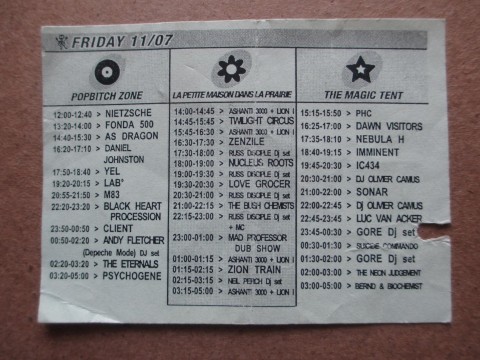 FRIDAY 11/07
POPBITCH ZONE
12:00-12:40 > NIETZSCHE
13:20-14:00 > FONDA 500
14:40-15:30 > AS DRAGON
16:20-17:10 > DANIEL
JOHNSTON
17:50-18:40 > YEL
19:20-20:15 > LAB°
20:55-21:50 > M83
22:20-23:20 > BLACK HEART
PROCESSION
23:50-00:50 > CLIENT
00:50-02:20 > ANDY FLETCHER
(Depeche Mode) DJ set
02:20-03:20 > THE ETERNALS
03:20-05:00 > PSYCHOGENE
LA PETITE MAISON DANS LA PRAIRIE
14:00-14:45 > ASHANTI 3000 + LION I
14:45-15:45 > TWILIGHT CIRCUS
15:45-16:30 > ASHANTI 3000 + LION I
16:30-17:30 > ZENZILE
17:30-18:00 > RUSS DISCIPLE Dj set
18:00-19:00 > NUCLEUS ROOTS
19:00-19:30 > RUSS DISCIPLE Dj set
19:30-20:30 > LOVE GROCER
20:30-21:00 > RUSS DISCIPLE Dj set
21:00-22:15 > THE BUSH CHEMISTS
22:15-23:00 > RUSS DISCIPLE Dj set
+ MC
23:00-01:00 > MAD PROFESSOR
DUB SHOW
01:00-01:15 > ASHANTI 3000 + LION I
01:15-02:15 > ZION TRAIN
02:15-03:15 > NEIL PERCH Dj set
03:15-05:00 > ASHANTI 3000 + LION I
THE MAGIC TENT
15:15-15:50 > PHC
16:25-17:00 > DAWN VISITORS
17:35-18:10 > NEBULA H
18:40-19:15 > IMMINENT
19:45-20:30 > IC434
20:30-21:00 > DJ OLIVIER CAMUS
21:00-22:00 > SONAR
22:00-22:45 > DJ OLIVIER CAMUS
22:45-23:45 > LUC VAN ACKER
23:45-00:30 > GORE Dj set
00:30-01:30 > SUICIDE COMMANDO
01:30-02:00 > GORE Dj set
02:00-03:00 > THE NEON JUDGEMENT
03:00-05:00 > BERND & BIOCHEMIST